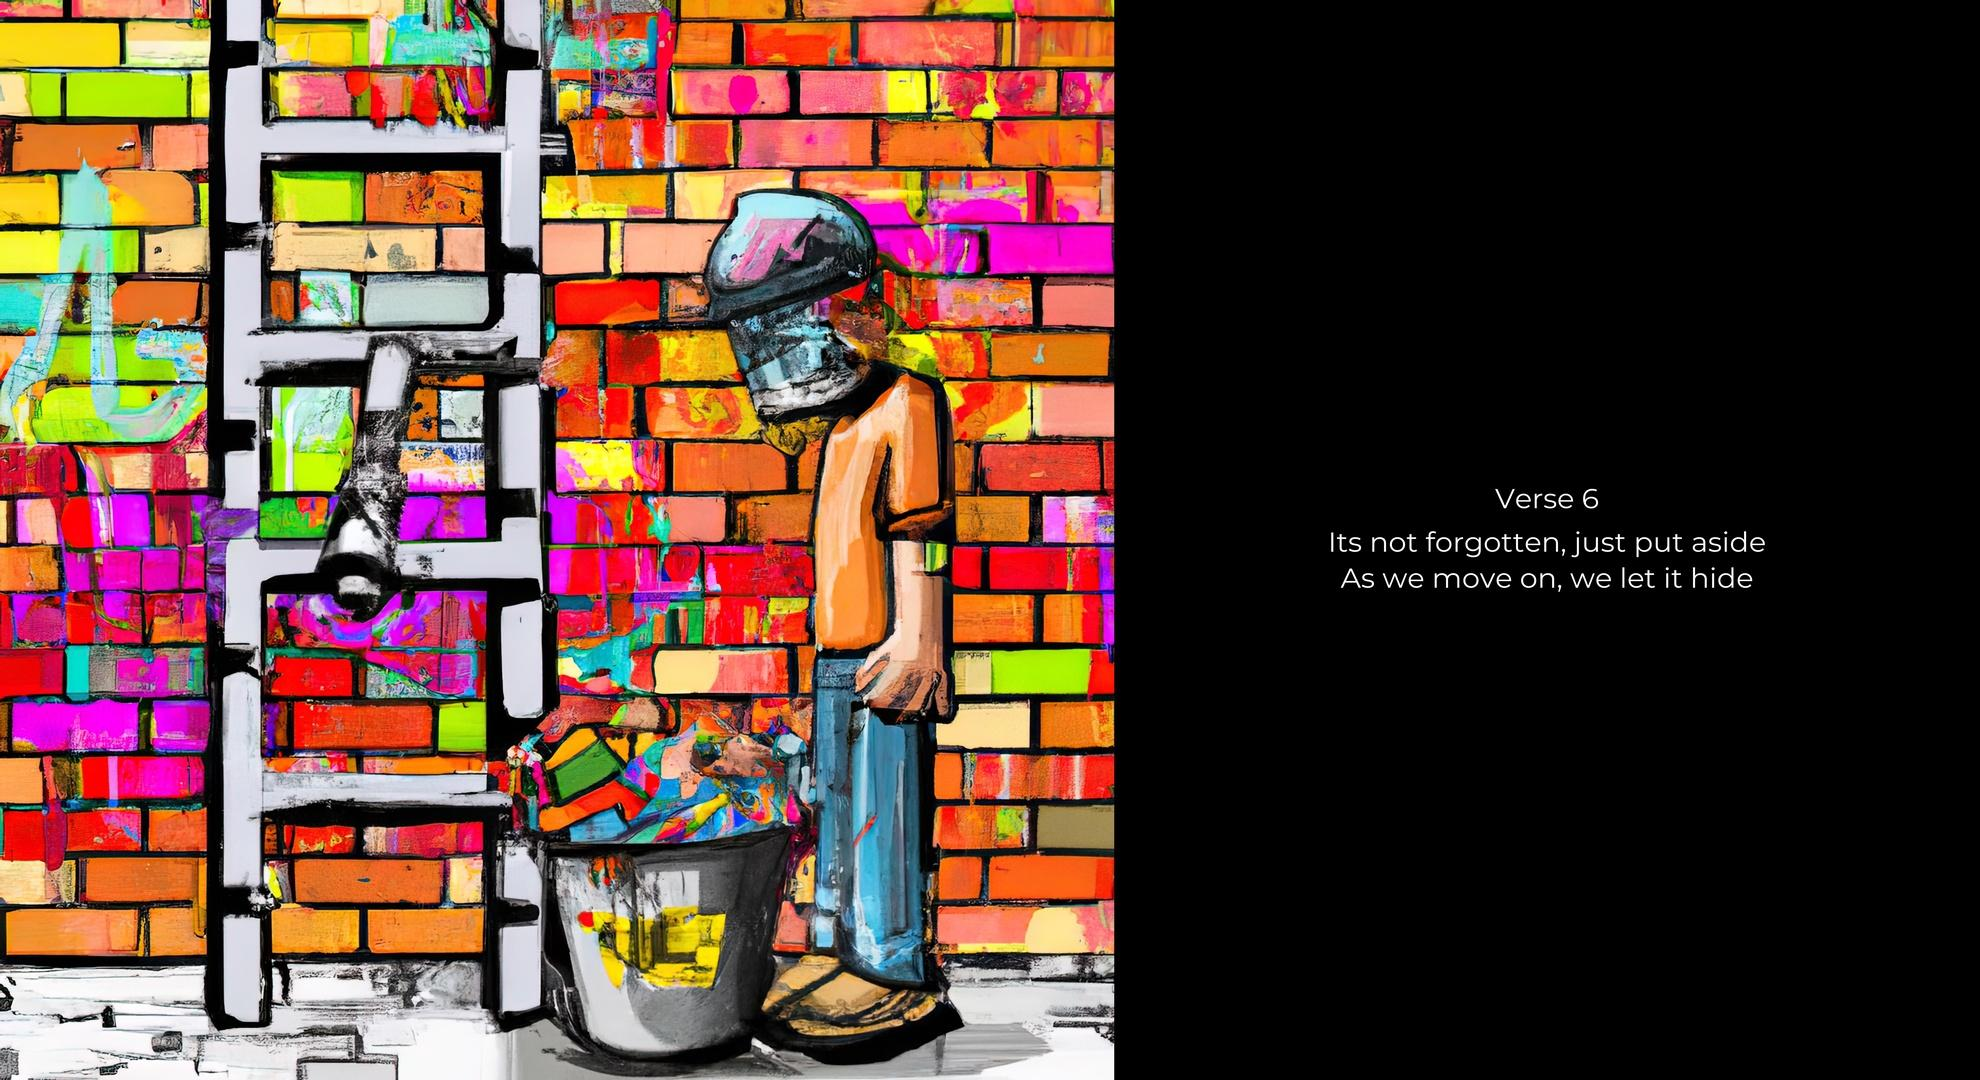 Verse 6
Its not forgotten, just put aside
As we move on, we let it hide